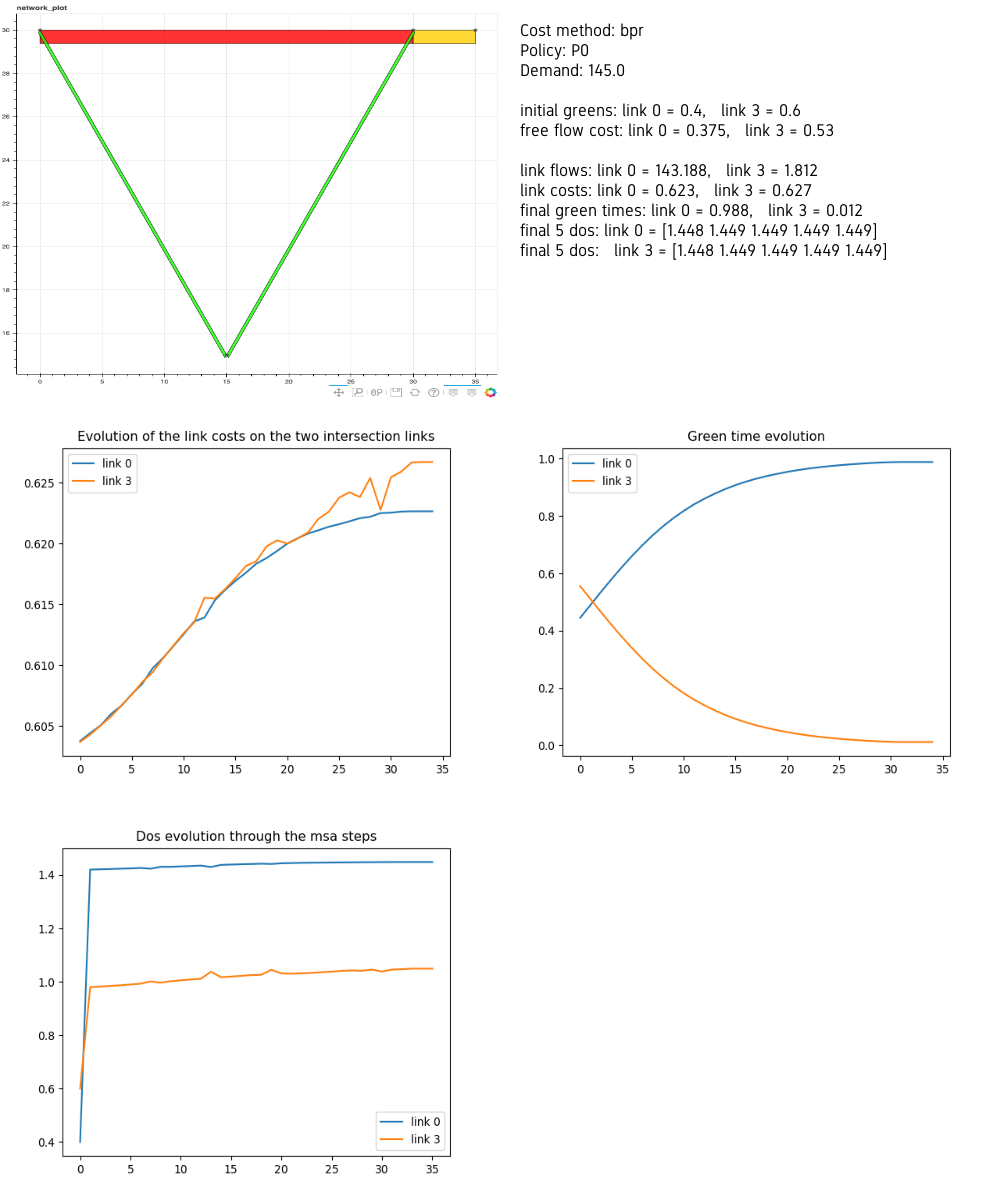 network_plot
30
28
26
24
22
20
18
16
0
5
10
15
20
25
30
35
Cost method: bpr
Policy: P0
Demand: 145.0
initial greens: link 0 = 0.4, link 3 = 0.6
free flow cost: link 0 = 0.375, link 3 = 0.53
link flows: link 0 = 143.188, link 3 = 1.812
link costs: link 0 = 0.623, link 3 = 0.627
final green times: link 0 = 0.988, link 3 = 0.012
final 5 dos: link 0 = [1.448 1.449 1.449 1.449 1.449]
final 5 dos: link 3 = [1.448 1.449 1.449 1.449 1.449]
Evolution of the link costs on the two intersection links
link 0
link 3
0.625
0.620
0.615
0.610
0.605
0 5 10 15 20 25 30 35
Green time evolution
link 0
link 3
1.0
0.8
0.6
0.4
0.2
0.0
0 5 10 15 20 25 30 35
Dos evolution through the msa steps
1.4
1.2
1.0
0.8
0.6
0.4
link 0
link 3
0 5 10 15 20 25 30 35